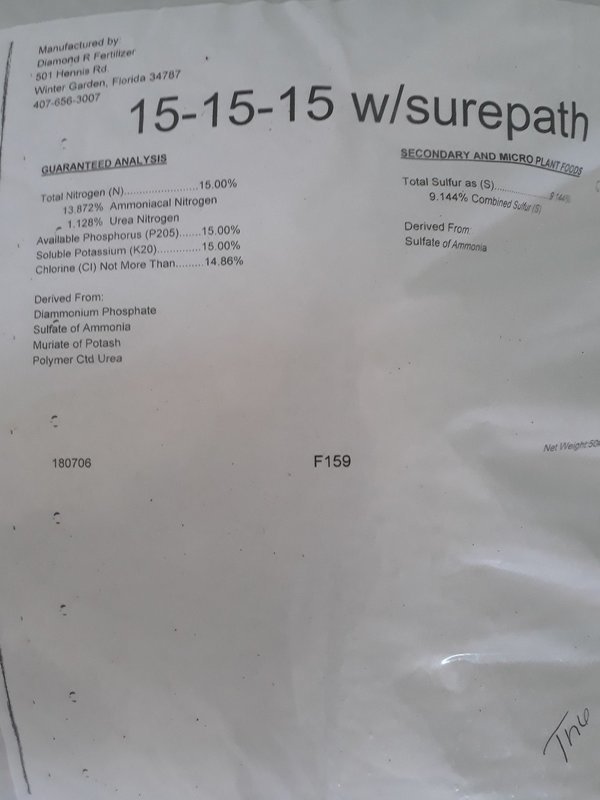 Manufactured by:
Diamond R Fertilizer
501 Hennis Rd.
Winter Garden, Florida 34787
407-656-3007
15-15-15 w/surepath
GUARANTEED ANALYSIS
Total Nitrogen (N)........................15.00%
13.872% Ammoniacal Nitrogen
1.128% Urea Nitrogen
Available Phosphorus (P205).......15.00%
Soluble Potassium (K20)..............15.00%
Chlorine (Cl) Not More Than.........14.86%
Derived From:
Diammonium Phosphate
Sulfate of Ammonia
Muriate of Potash
Polymer Ctd Urea
SECONDARY AND MICRO PLANT FOODS
Total Sulfur as (S)....................9.144%
9.144% Combined Sulfur (S)
Derived From:
Sulfate of Ammonia
180706
F159
Net Weight:50